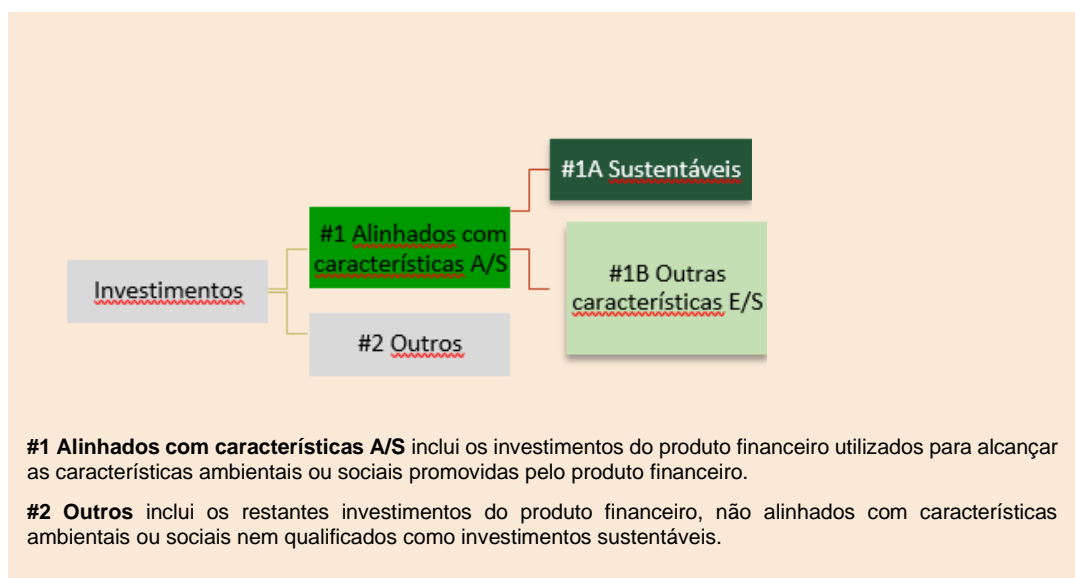 #1A Sustentáveis
#1 Alinhados com
características A/S
#1B Outras
características E/S
Investimentos
#2 Outros
#1 Alinhados com características A/S inclui os investimentos do produto financeiro utilizados para alcançar
as características ambientais ou sociais promovidas pelo produto financeiro.
#2 Outros inclui os restantes investimentos do produto financeiro, não alinhados com características
ambientais ou sociais nem qualificados como investimentos sustentáveis.